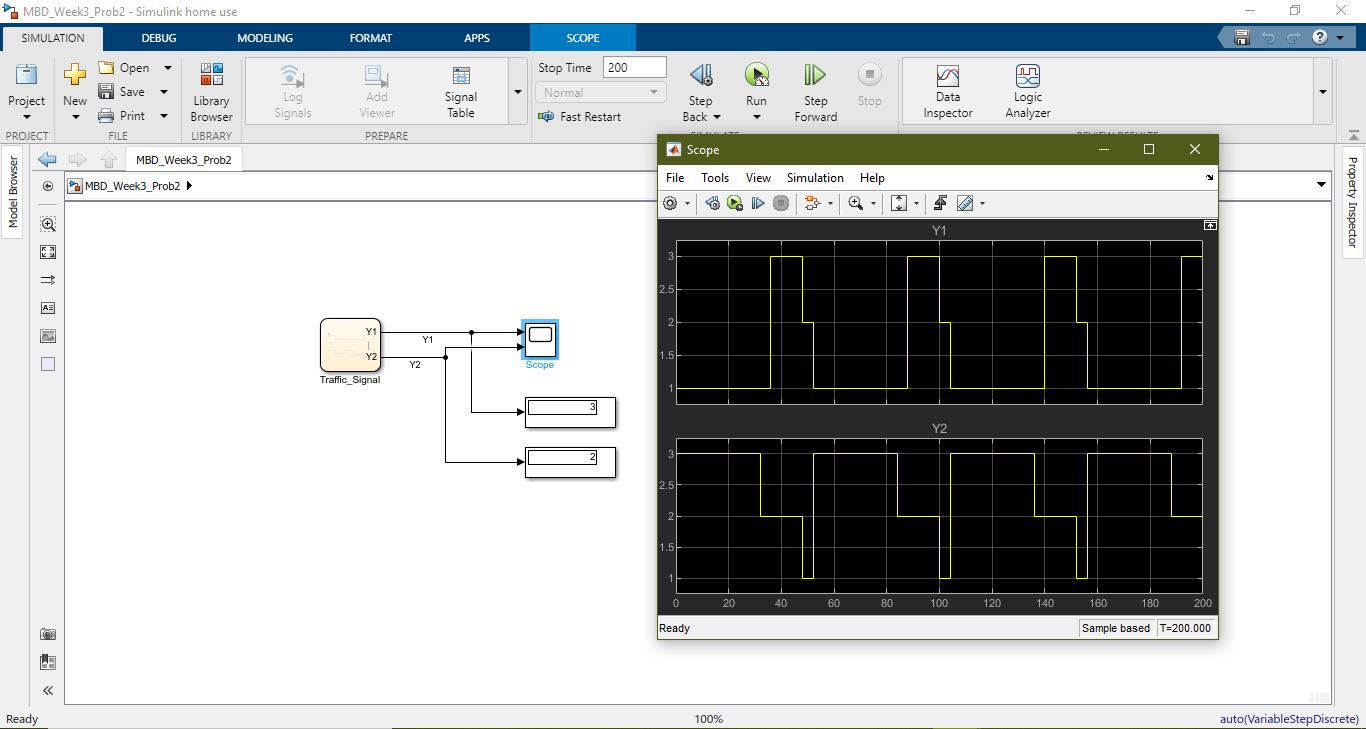 MBD_Week3_Prob2 - Simulink home use
SIMULATION DEBUG MODELING FORMAT APPS SCOPE
Project
New
Open
Save
Print
Library
Browser
Log
Signals
Add
Viewer
Signal
Table
Stop Time 200
Normal
Fast Restart
Step
Back
Run
Step
Forward
Stop
Data
Inspector
Logic
Analyzer
PROJECT FILE LIBRARY PREPARE SIMULATE REVIEW RESULTS
MBD_Week3_Prob2
MBD_Week3_Prob2
Model Browser
Property Inspector
Y1
Y2
Traffic_Signal
Y1
Y2
Scope
3
2
Scope
File Tools View Simulation Help
Y1
3
2.5
2
1.5
1
Y2
3
2.5
2
1.5
1
0 20 40 60 80 100 120 140 160 180 200
Ready Sample based T=200.000
Ready 100% auto(VariableStepDiscrete)